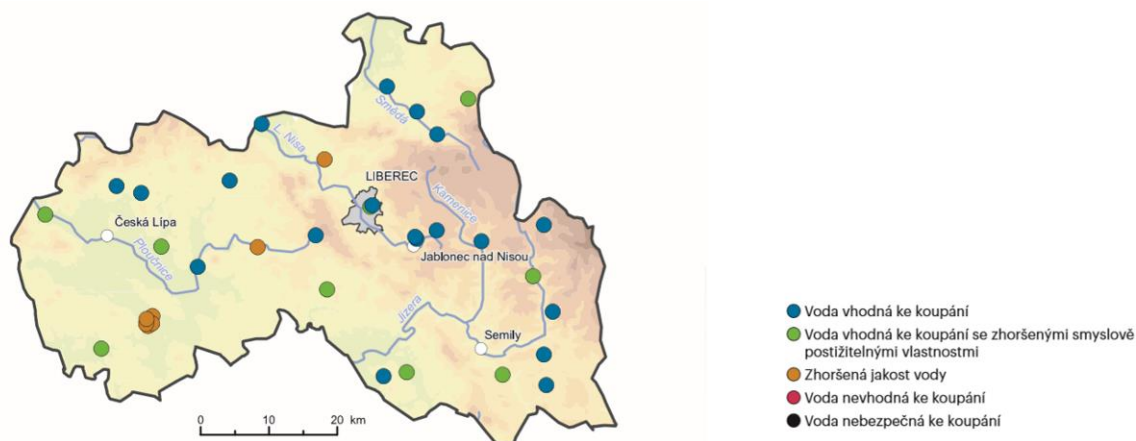 Smědá
L. Nisa
LIBEREC
Kamenice
Česká Lípa
Ploučnice
Jablonec nad Nisou
Jizera
Semily
0 10 20 km
Voda vhodná ke koupání
Voda vhodná ke koupání se zhoršenými smyslově
postižitelnými vlastnostmi
Zhoršená jakost vody
Voda nevhodná ke koupání
Voda nebezpečná ke koupání